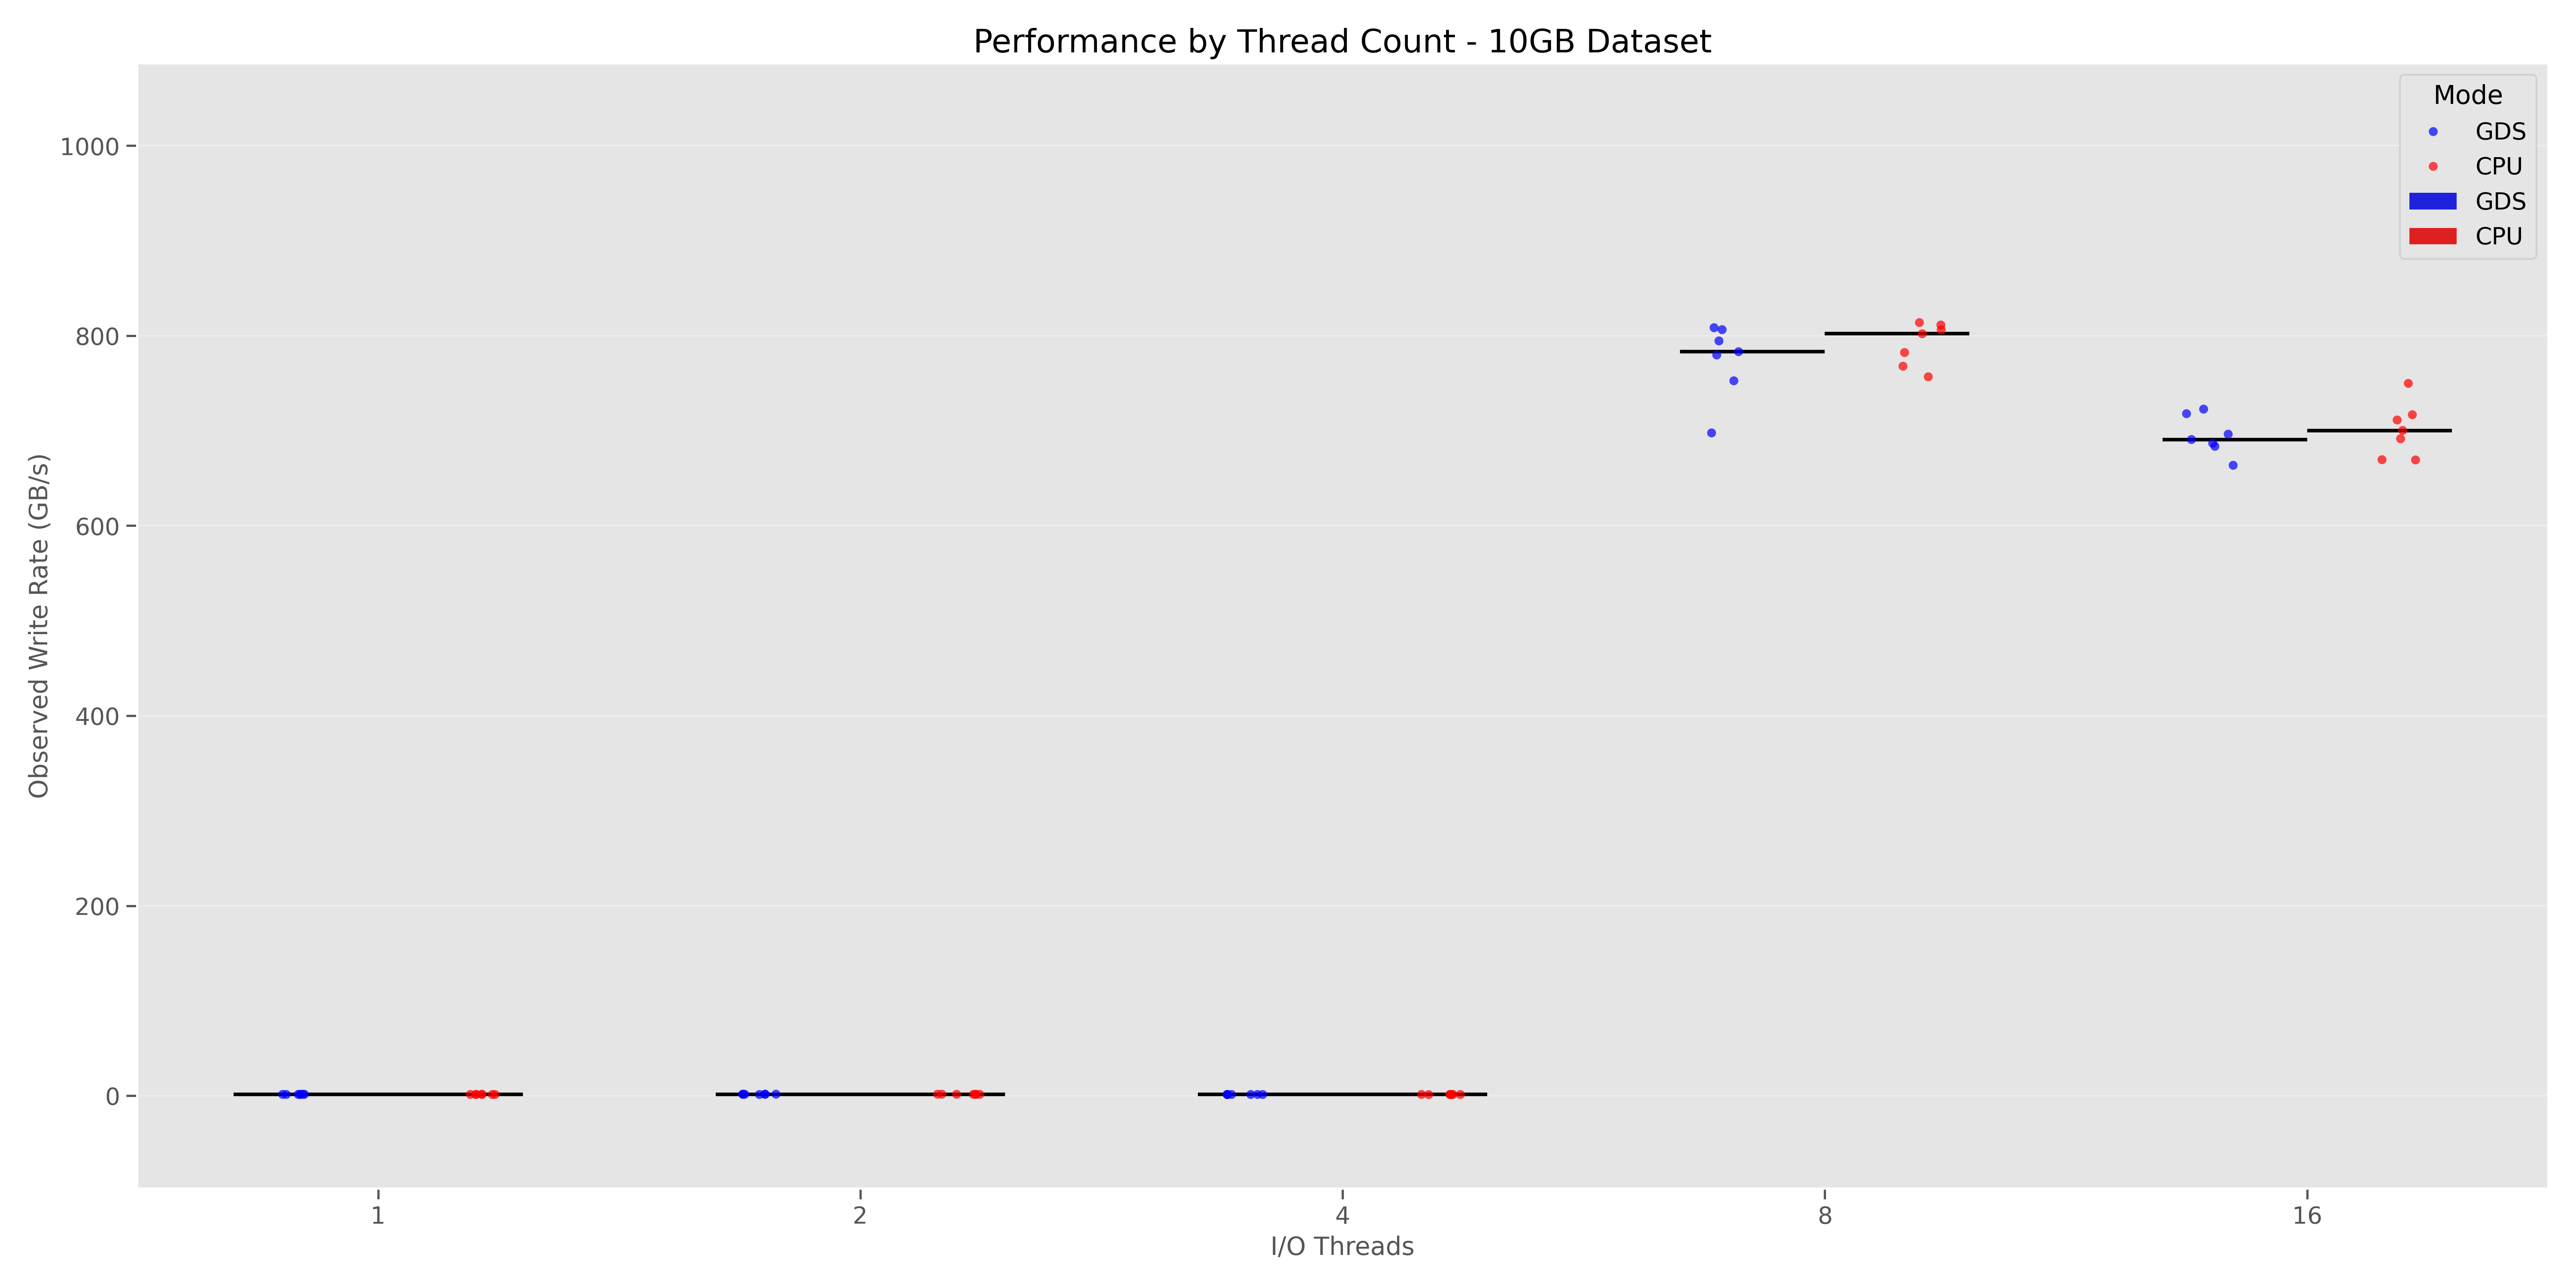 Performance by Thread Count - 10GB Dataset
Mode
GDS
CPU
GDS
CPU
Observed Write Rate (GB/s)
1000
800
600
400
200
0
1 2 4 8 16
I/O Threads